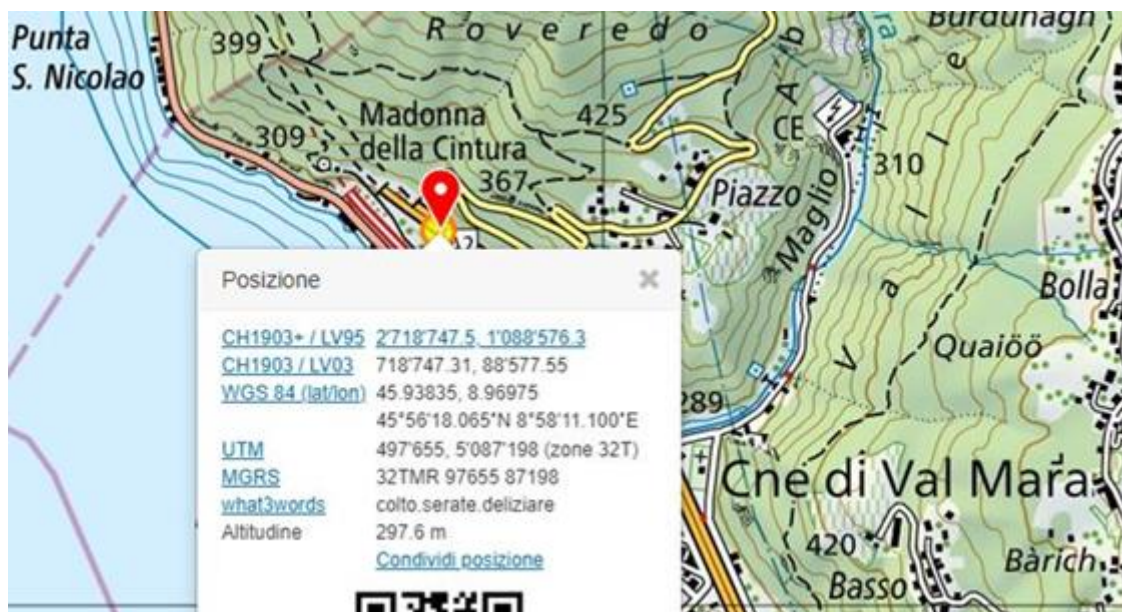 Punta
S. Nicolao
399
Roveredo
Burdunagh
309
Madonna
della Cintura
367
425
CE
Piazzo
Maglio
310
Valle
Bolla
Quaiöö
289
Cne di Val Mara
420
Basso
Bàrich
2
Posizione
CH1903+ / LV95 2'718'747.5, 1'088'576.3
CH1903 / LV03 718'747.31, 88'577.55
WGS 84 (lat/lon) 45.93835, 8.96975
45°56'18.065"N 8°58'11.100"E
UTM 497'655, 5'087'198 (zone 32T)
MGRS 32TMR 97655 87198
what3words colto.serate.deliziare
Altitudine 297.6 m
Condividi posizione